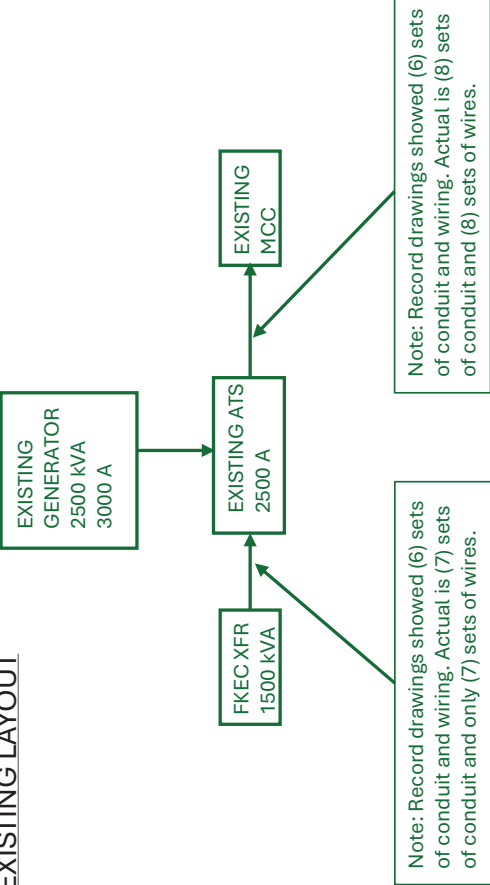 EXISTING LAYOUT
EXISTING
GENERATOR
2500 kVA
3000 A
FKEC XFR
1500 kVA
EXISTING ATS
2500 A
EXISTING
MCC
Note: Record drawings showed (6) sets
of conduit and wiring. Actual is (7) sets
of conduit and only (7) sets of wires.
Note: Record drawings showed (6) sets
of conduit and wiring. Actual is (8) sets
of conduit and (8) sets of wires.